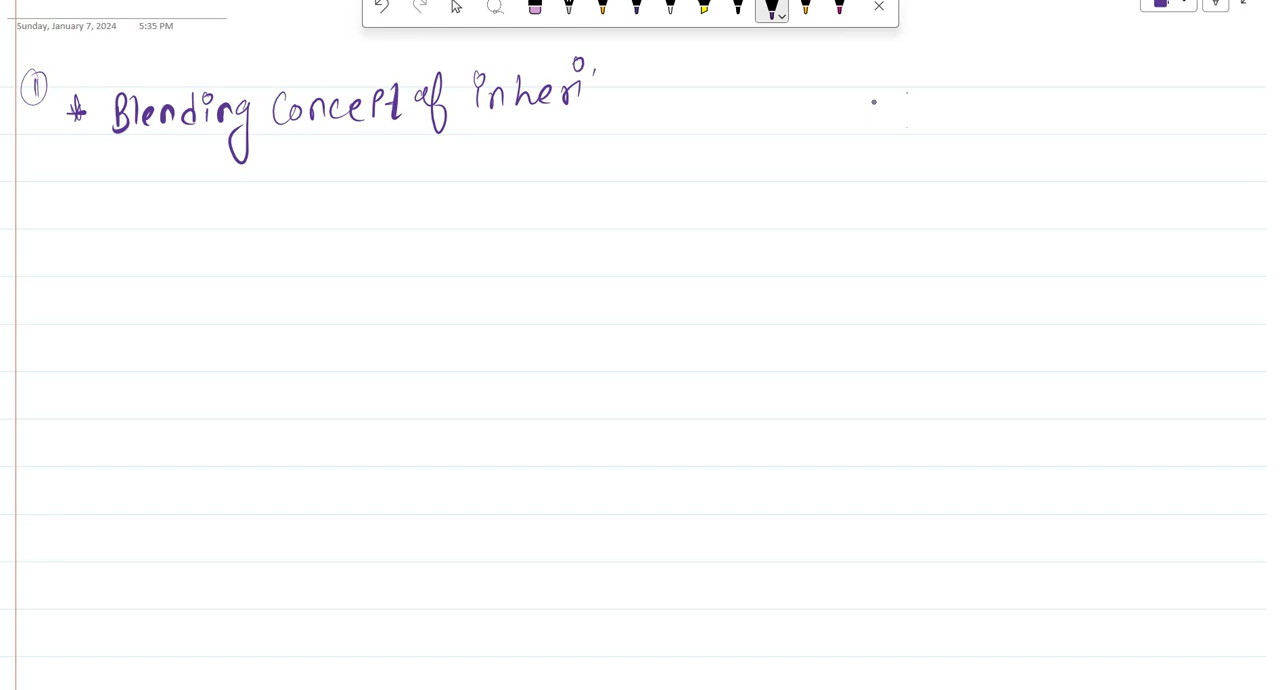 Sunday, January 7, 2024 5:35 PM
① * Blending Concept of inheri